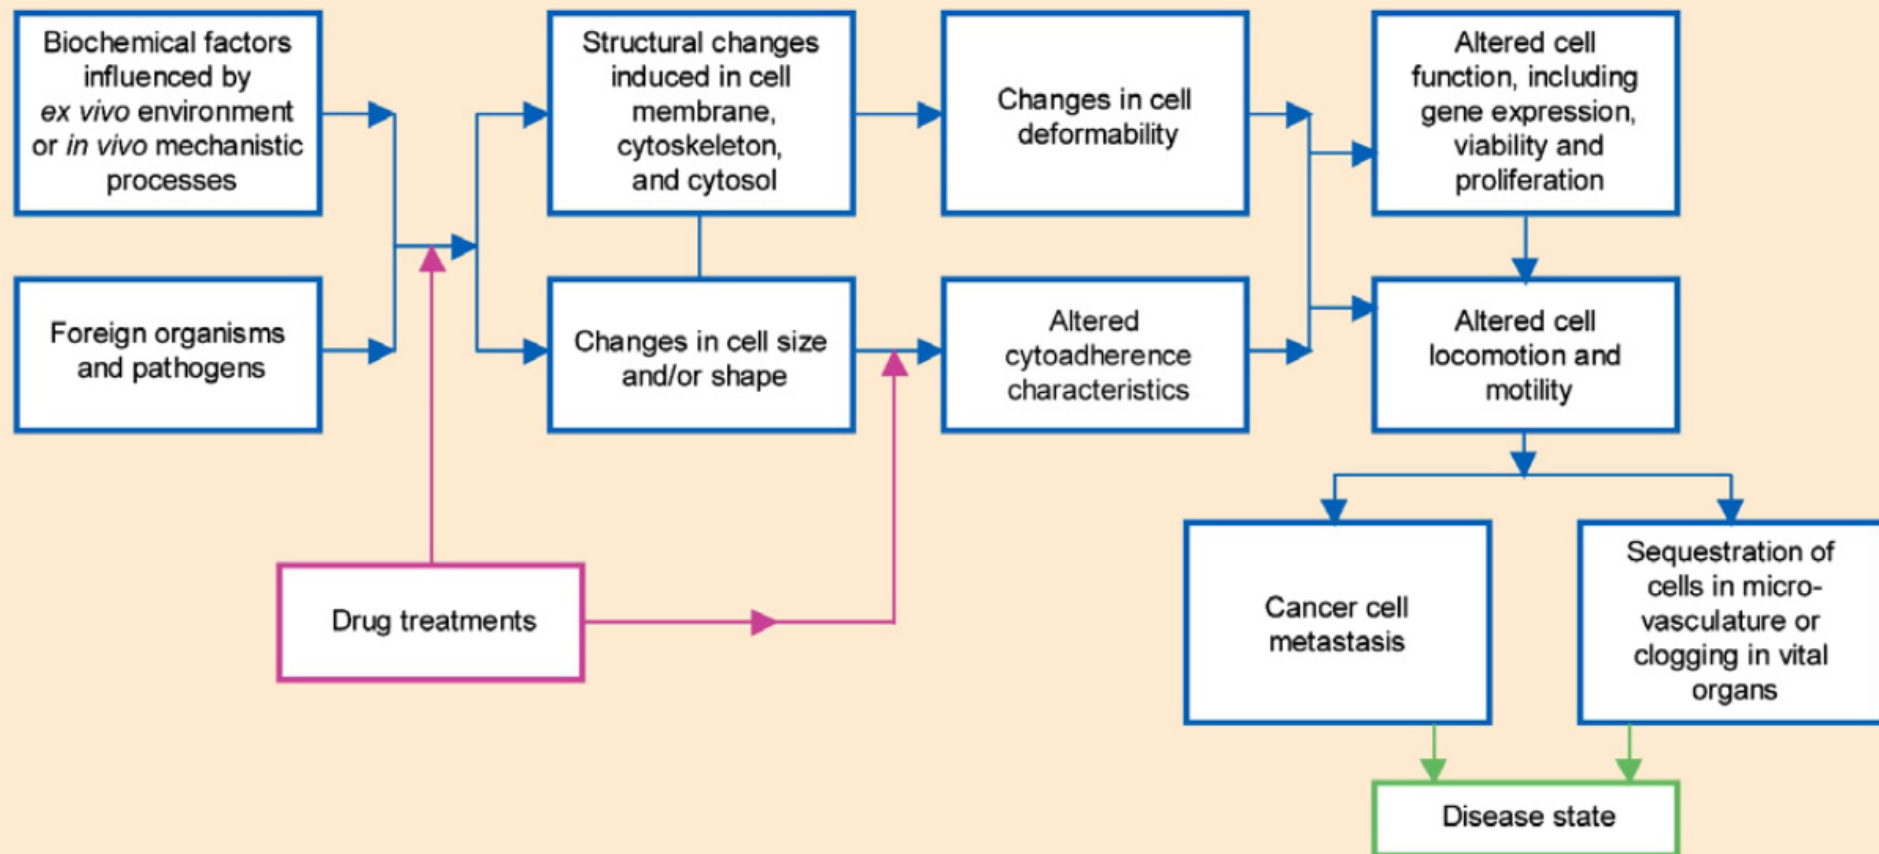 Biochemical factors
influenced by
ex vivo environment
or in vivo mechanistic
processes
Structural changes
induced in cell
membrane,
cytoskeleton,
and cytosol
Changes in cell
deformability
Altered cell
function, including
gene expression,
viability and
proliferation
Foreign organisms
and pathogens
Changes in cell size
and/or shape
Altered
cytoadherence
characteristics
Altered cell
locomotion and
motility
Drug treatments
Cancer cell
metastasis
Sequestration of
cells in micro-
vasculature or
clogging in vital
organs
Disease state